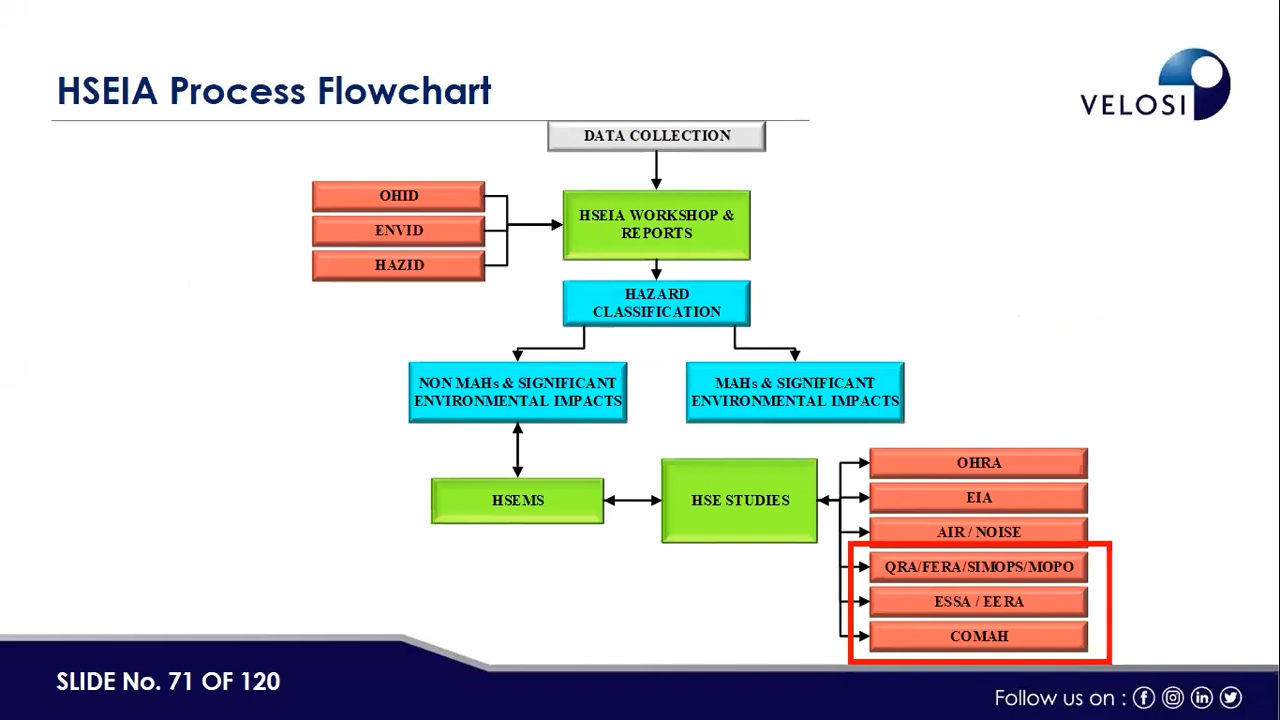 HSEIA Process Flowchart
VELOSI
DATA COLLECTION
OHID
ENVID
HAZID
HSEIA WORKSHOP &
REPORTS
HAZARD
CLASSIFICATION
NON MAHs & SIGNIFICANT
ENVIRONMENTAL IMPACTS
MAHs & SIGNIFICANT
ENVIRONMENTAL IMPACTS
HSEMS
HSE STUDIES
OHRA
EIA
AIR / NOISE
QRA/FERA/SIMOPS/MOPO
ESSA / EERA
COMAH
SLIDE No. 71 OF 120
Follow us on :